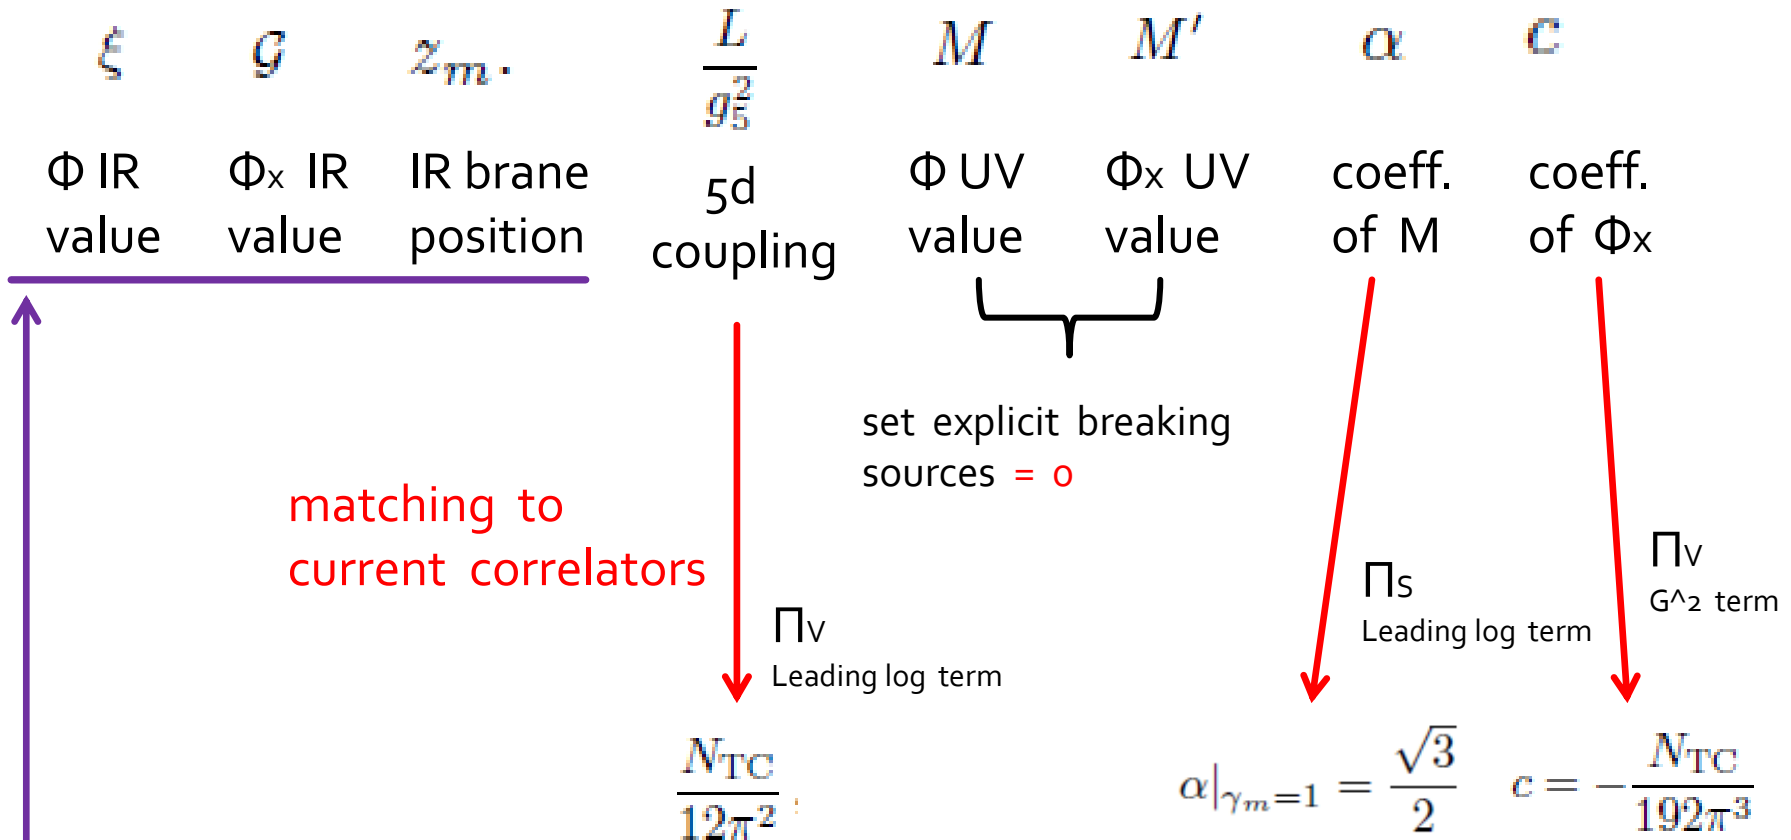 ξ 𝒢 z_m. L/g_5^2 M M′ α c
Φ IR Φx IR IR brane 5d Φ UV Φx UV coeff. coeff.
value value position coupling value value of M of Φx
set explicit breaking
sources = 0
matching to
current correlators
ΠV
Leading log term
ΠS
Leading log term
ΠV
G^2 term
N_TC/12π^2
α|_{γ_m=1} = √3/2
c = −N_TC/192π^3